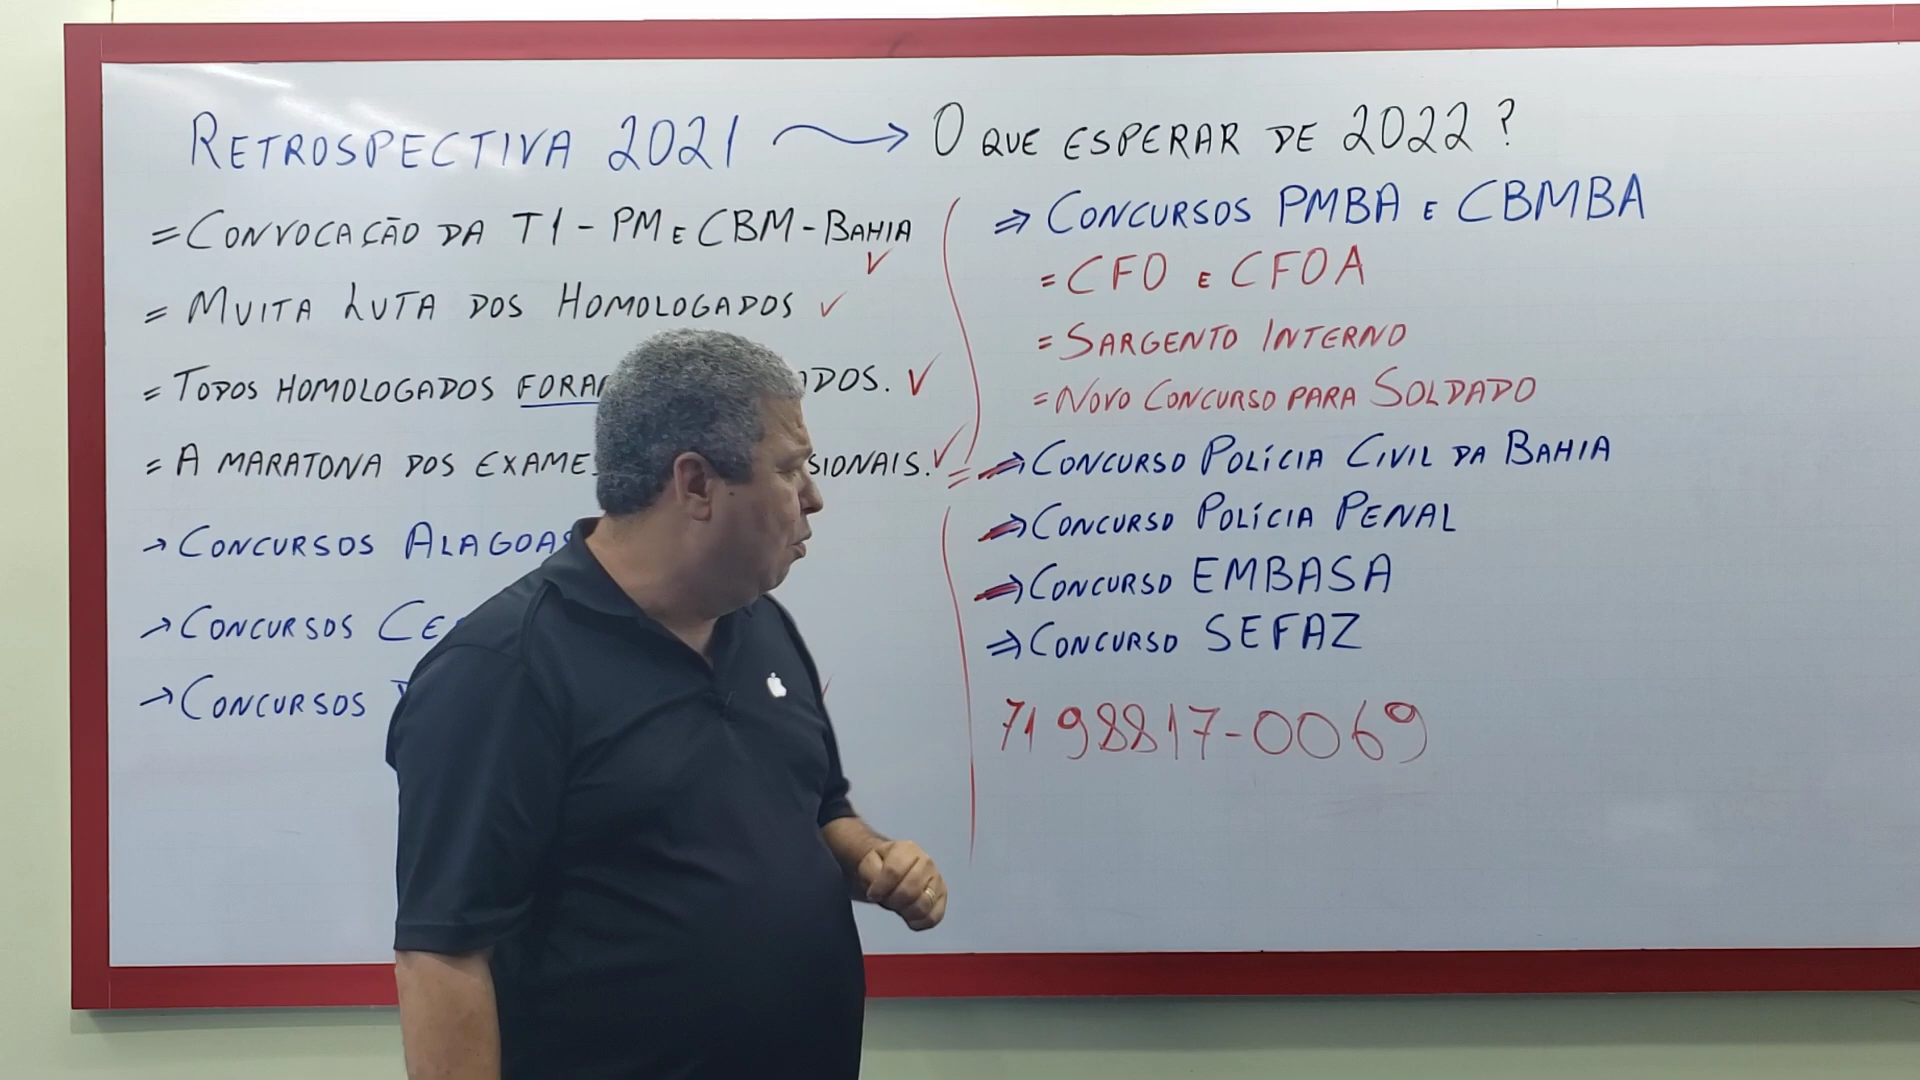 RETROSPECTIVA 2021 → O QUE ESPERAR DE 2022?
= CONVOCAÇÃO DA T1 - PM E CBM - BAHIA
= MUITA LUTA DOS HOMOLOGADOS
= TODOS HOMOLOGADOS
= A MARATONA DOS
→ CONCURSOS ALAGOAS
→ CONCURSOS
→ CONCURSOS
⇒ CONCURSOS PMBA E CBMBA
= CFO E CFOA
= SARGENTO INTERNO
= NOVO CONCURSO PARA SOLDADO
⇒ CONCURSO POLÍCIA CIVIL DA BAHIA
⇒ CONCURSO POLÍCIA PENAL
⇒ CONCURSO EMBASA
⇒ CONCURSO SEFAZ
71 98817-0069